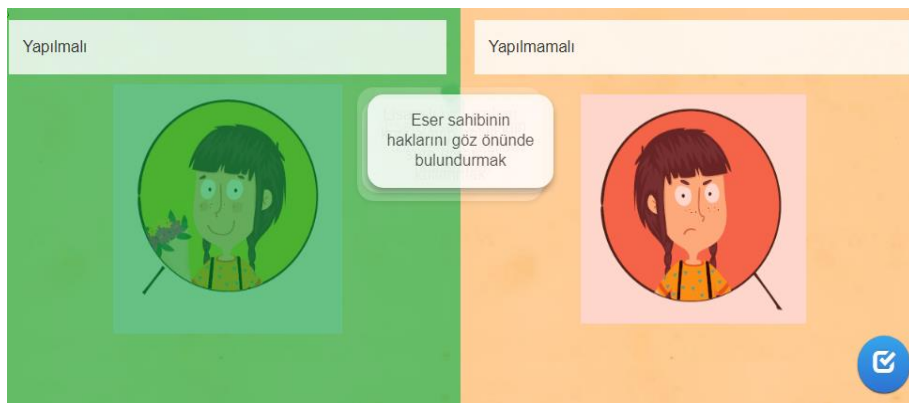 Yapılmalı
Yapılmamalı
Eser sahibinin
haklarını göz önünde
bulundurmak